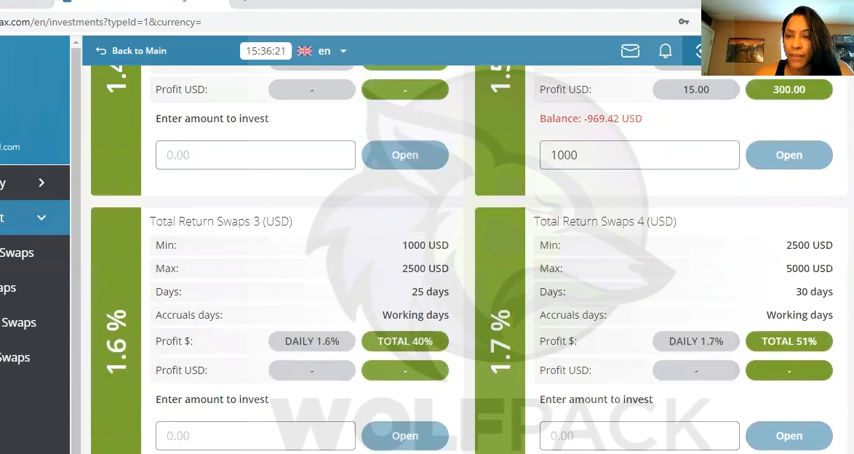 ax.com/en/investments?typeId=1&currency=
Back to Main
15:36:21
en
Profit USD: - -
Enter amount to invest
0.00 Open
Profit USD: 15.00 300.00
Balance: -969.42 USD
1000 Open
.com
y
t
Swaps
aps
Swaps
Swaps
1.6 %
Total Return Swaps 3 (USD)
Min: 1000 USD
Max: 2500 USD
Days: 25 days
Accruals days: Working days
Profit $: DAILY 1.6% TOTAL 40%
Profit USD: - -
Enter amount to invest
0.00 Open
1.7 %
Total Return Swaps 4 (USD)
Min: 2500 USD
Max: 5000 USD
Days: 30 days
Accruals days: Working days
Profit $: DAILY 1.7% TOTAL 51%
Profit USD: - -
Enter amount to invest
0.00 Open
WOLFPACK